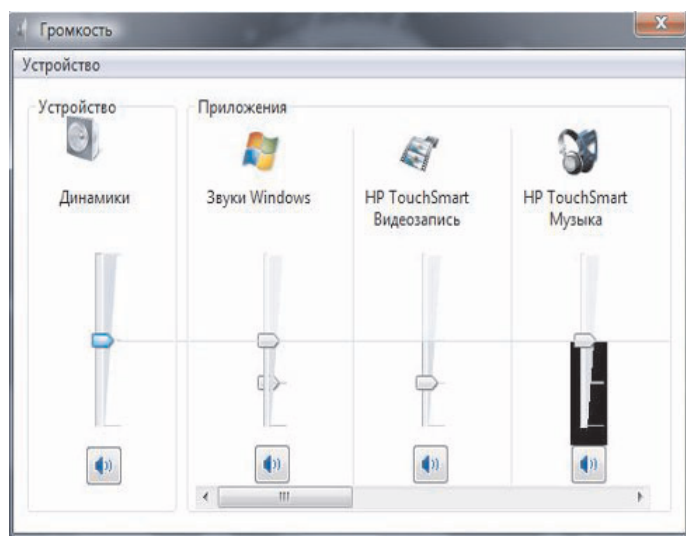 Громкость
Устройство
Устройство
Приложения
Динамики
Звуки Windows
HP TouchSmart
Видеозапись
HP TouchSmart
Музыка